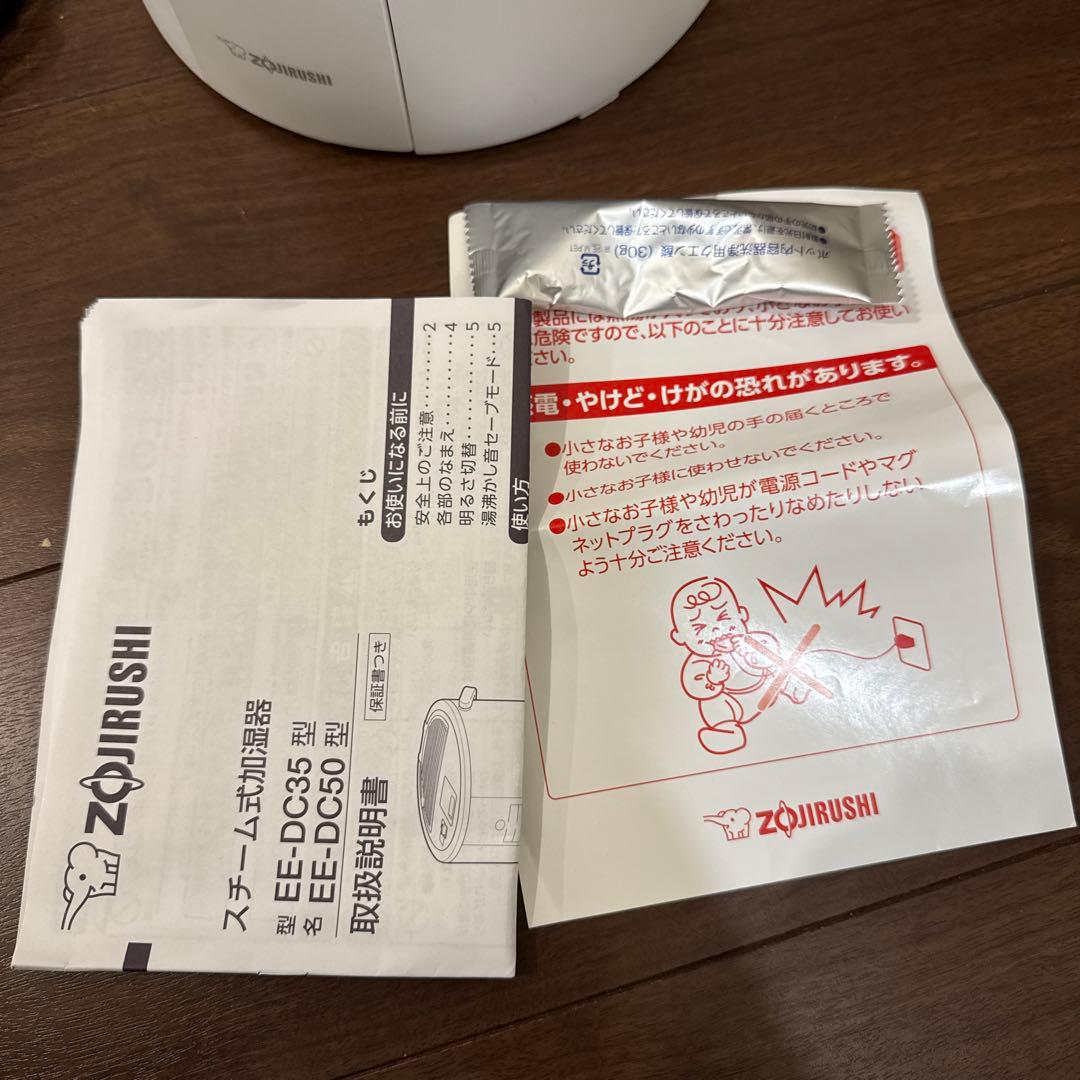 ZOJIRUSHI
ポット内容器洗浄用クエン酸（30g）
危険ですので、以下のことに十分注意してお使い
さい。
電・やけど・けがの恐れがあります。
●小さなお子様や幼児の手の届くところで
使わないでください。
●小さなお子様に使わせないでください。
●小さなお子様や幼児が電源コードやマグ
ネットプラグをさわったりなめたりしない
よう十分ご注意ください。
ZOJIRUSHI
ZOJIRUSHI
スチーム式加湿器
型名
EE-DC35 型
EE-DC50 型
取扱説明書
保証書つき
もくじ
お使いになる前に
安全上のご注意‥‥‥‥2
各部のなまえ‥‥‥‥‥4
明るさ切替‥‥‥‥‥‥5
湯沸かし音セーブモード‥5
使い方